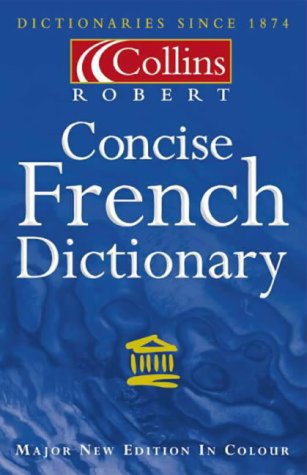 DICTIONARIES SINCE 1874
Collins
ROBERT
Concise
French
Dictionary
MAJOR NEW EDITION IN COLOUR